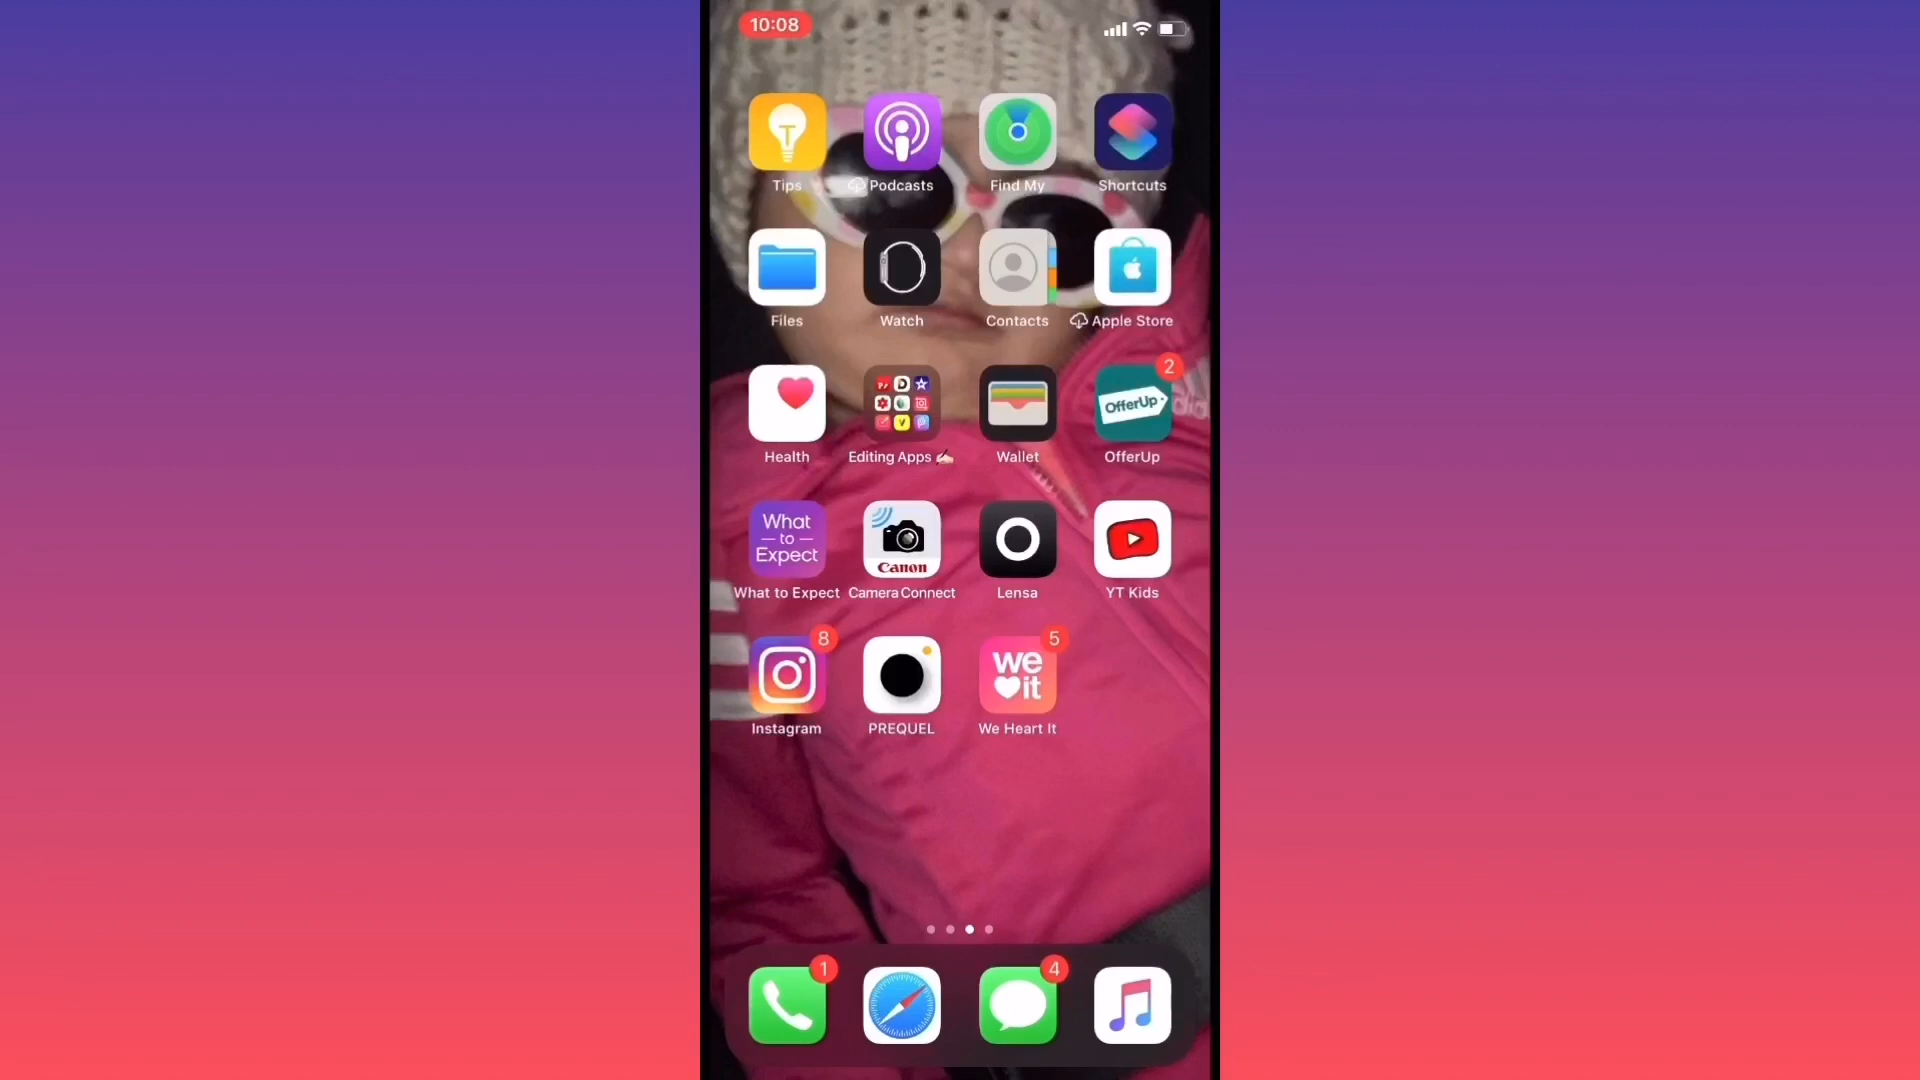 10:08
Tips Podcasts Find My Shortcuts
Files Watch Contacts Apple Store
2
OfferUp
Health Editing Apps ✍🏻 Wallet OfferUp
What
to
Expect
Canon
What to Expect Camera Connect Lensa YT Kids
8 5
we
it
Instagram PREQUEL We Heart It
1 4